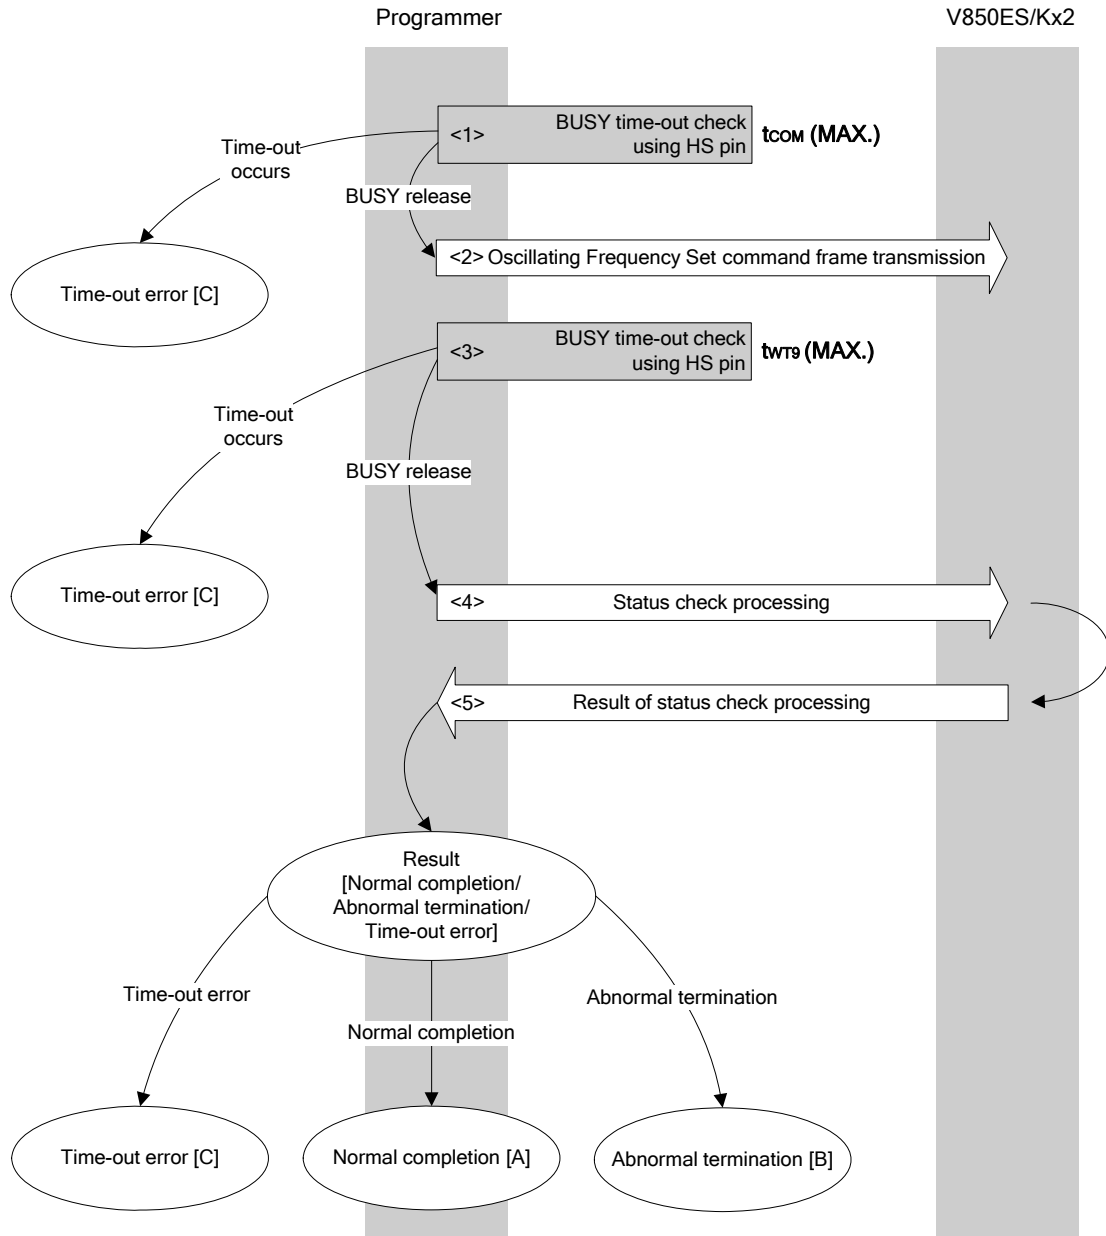 Programmer
V850ES/Kx2
<1>
BUSY time-out check
using HS pin
tCOM (MAX.)
Time-out
occurs
BUSY release
<2> Oscillating Frequency Set command frame transmission
Time-out error [C]
<3>
BUSY time-out check
using HS pin
tWT9 (MAX.)
Time-out
occurs
BUSY release
Time-out error [C]
<4>
Status check processing
<5>
Result of status check processing
Result
[Normal completion/
Abnormal termination/
Time-out error]
Time-out error
Abnormal termination
Normal completion
Time-out error [C]
Normal completion [A]
Abnormal termination [B]